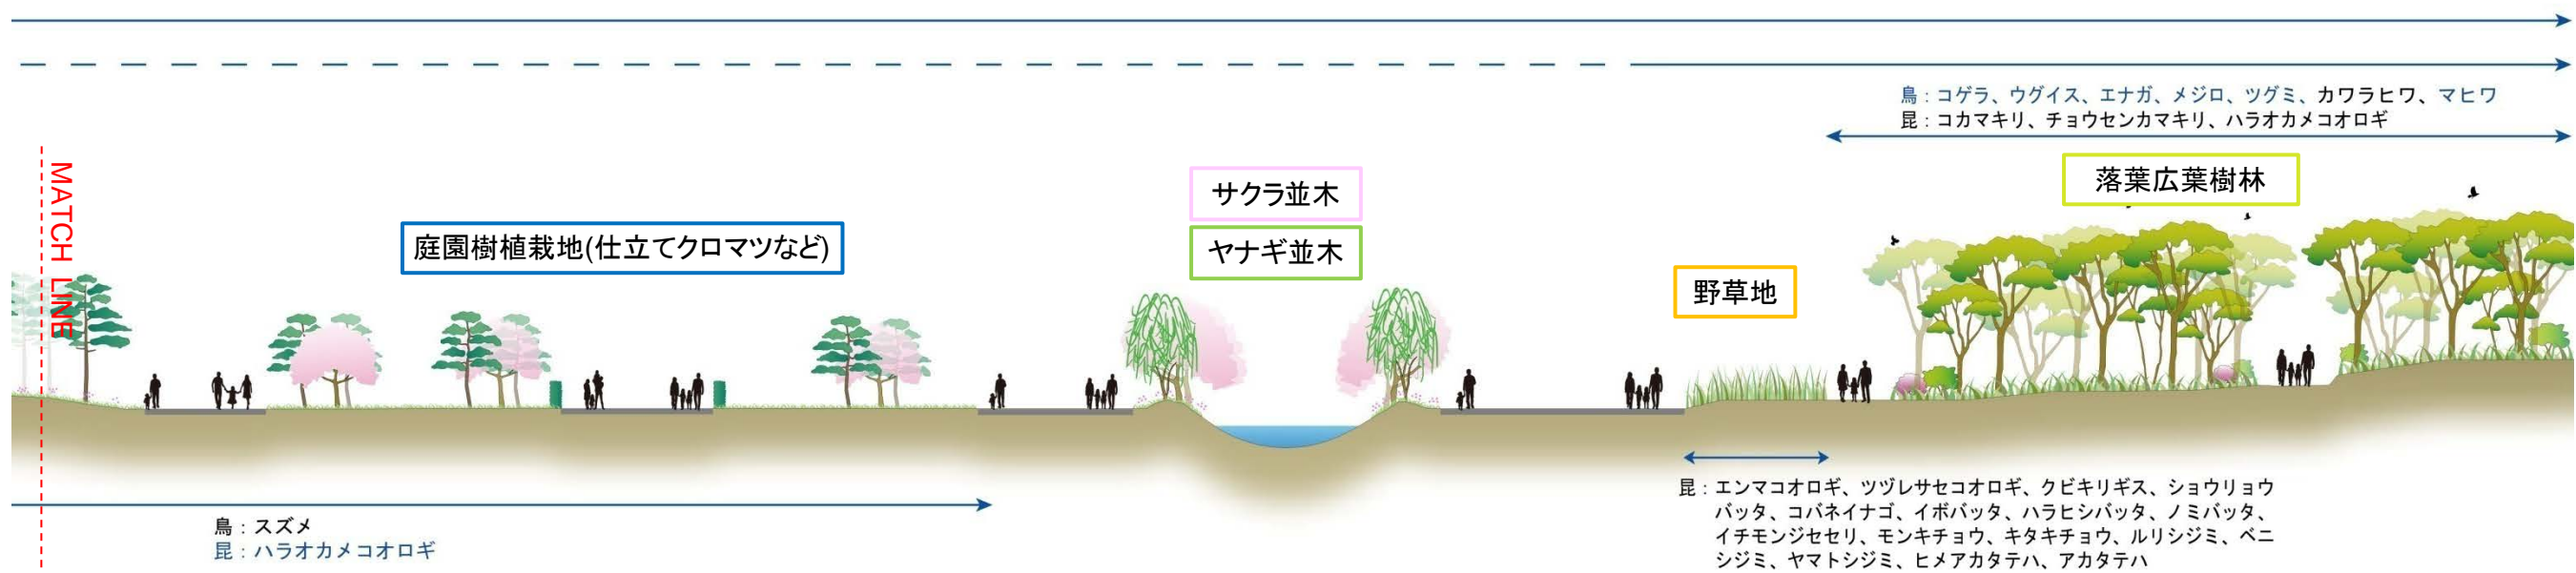 鳥：コゲラ、ウグイス、エナガ、メジロ、ツグミ、カワラヒワ、マヒワ
昆：コカマキリ、チョウセンカマキリ、ハラオカメコオロギ
MATCH LINE
庭園樹植栽地(仕立てクロマツなど)
サクラ並木
ヤナギ並木
野草地
落葉広葉樹林
鳥：スズメ
昆：ハラオカメコオロギ
昆：エンマコオロギ、ツヅレサセコオロギ、クビキリギス、ショウリョウ
バッタ、コバネイナゴ、イボバッタ、ハラヒシバッタ、ノミバッタ、
イチモンジセセリ、モンキチョウ、キタキチョウ、ルリシジミ、ベニ
シジミ、ヤマトシジミ、ヒメアカタテハ、アカタテハ